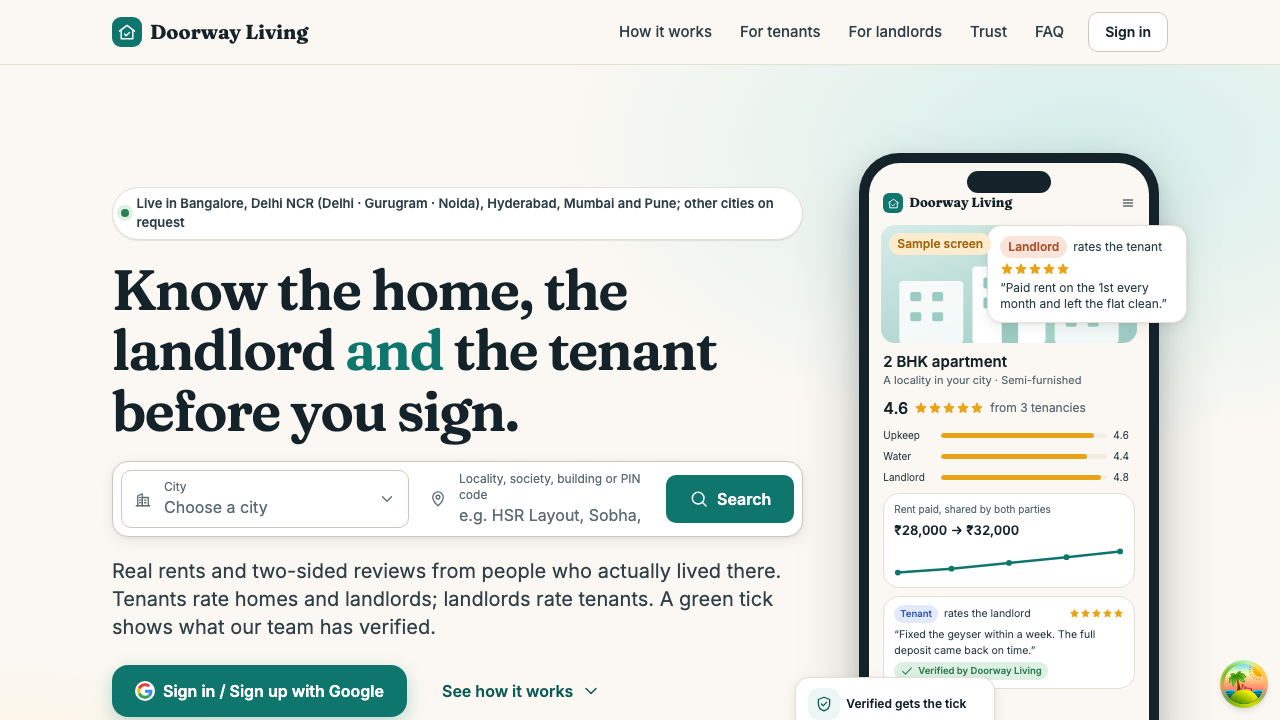 Doorway Living
How it works
For tenants
For landlords
Trust
FAQ
Sign in
Live in Bangalore, Delhi NCR (Delhi · Gurugram · Noida), Hyderabad, Mumbai and Pune; other cities on
request
Know the home, the
landlord and the tenant
before you sign.
City
Choose a city
Locality, society, building or PIN
code
e.g. HSR Layout, Sobha,
Search
Real rents and two-sided reviews from people who actually lived there.
Tenants rate homes and landlords; landlords rate tenants. A green tick
shows what our team has verified.
Sign in / Sign up with Google
See how it works
Doorway Living
Sample screen
Landlord rates the tenant
“Paid rent on the 1st every
month and left the flat clean.”
2 BHK apartment
A locality in your city · Semi-furnished
4.6 from 3 tenancies
Upkeep 4.6
Water 4.4
Landlord 4.8
Rent paid, shared by both parties
₹28,000 → ₹32,000
Tenant rates the landlord
“Fixed the geyser within a week. The full
deposit came back on time.”
Verified by Doorway Living
Verified gets the tick